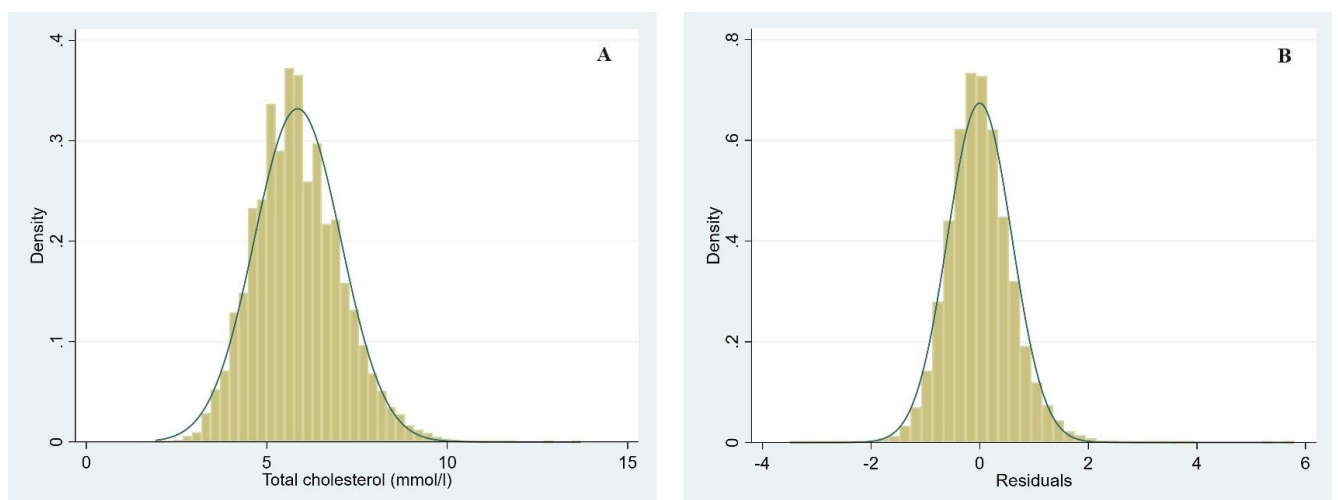 A
.4
.3
.2
.1
0
Density
0 5 10 15
Total cholesterol (mmol/l)
B
.8
.6
.4
.2
0
Density
-4 -2 0 2 4 6
Residuals